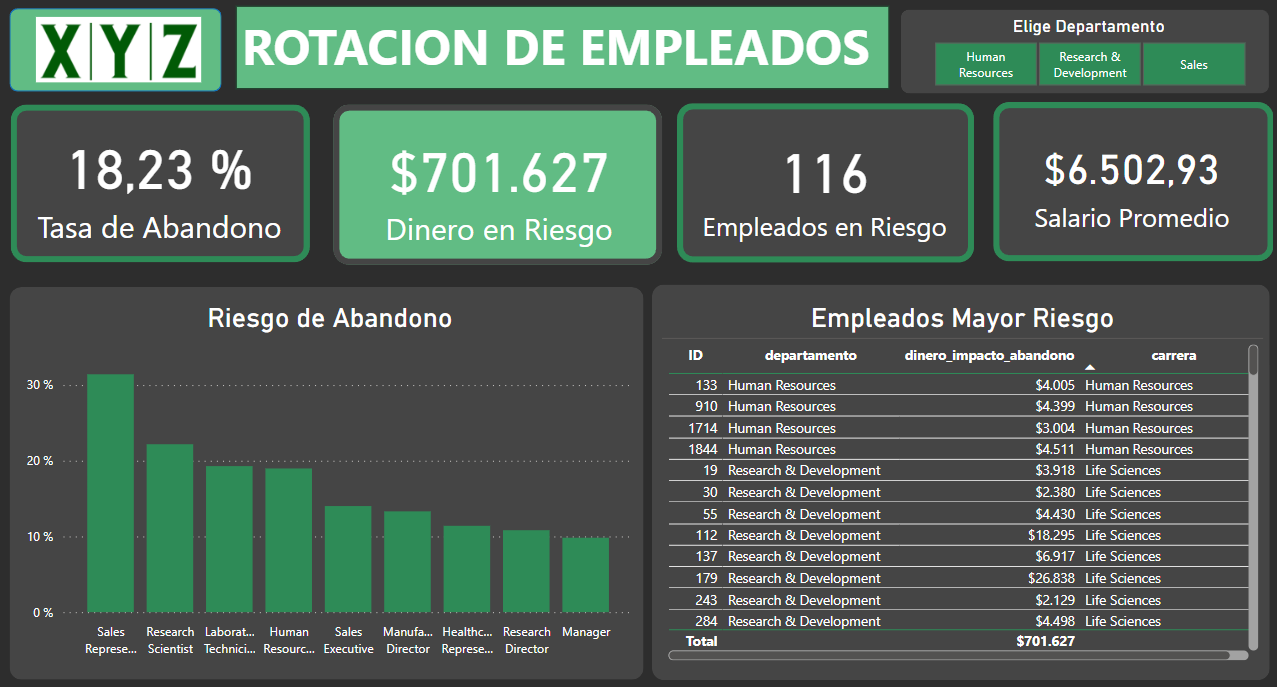 XYZ
ROTACION DE EMPLEADOS
Elige Departamento
Human
Resources
Research &
Development
Sales
18,23 %
Tasa de Abandono
$701.627
Dinero en Riesgo
116
Empleados en Riesgo
$6.502,93
Salario Promedio
Riesgo de Abandono
30 %
20 %
10 %
0 %
Sales
Represe...
Research
Scientist
Laborat...
Technici...
Human
Resourc...
Sales
Executive
Manufa...
Director
Healthc...
Represe...
Research
Director
Manager
Empleados Mayor Riesgo
ID departamento dinero_impacto_abandono carrera
133 Human Resources $4.005 Human Resources
910 Human Resources $4.399 Human Resources
1714 Human Resources $3.004 Human Resources
1844 Human Resources $4.511 Human Resources
19 Research & Development $3.918 Life Sciences
30 Research & Development $2.380 Life Sciences
55 Research & Development $4.430 Life Sciences
112 Research & Development $18.295 Life Sciences
137 Research & Development $6.917 Life Sciences
179 Research & Development $26.838 Life Sciences
243 Research & Development $2.129 Life Sciences
284 Research & Development $4.498 Life Sciences
Total $701.627